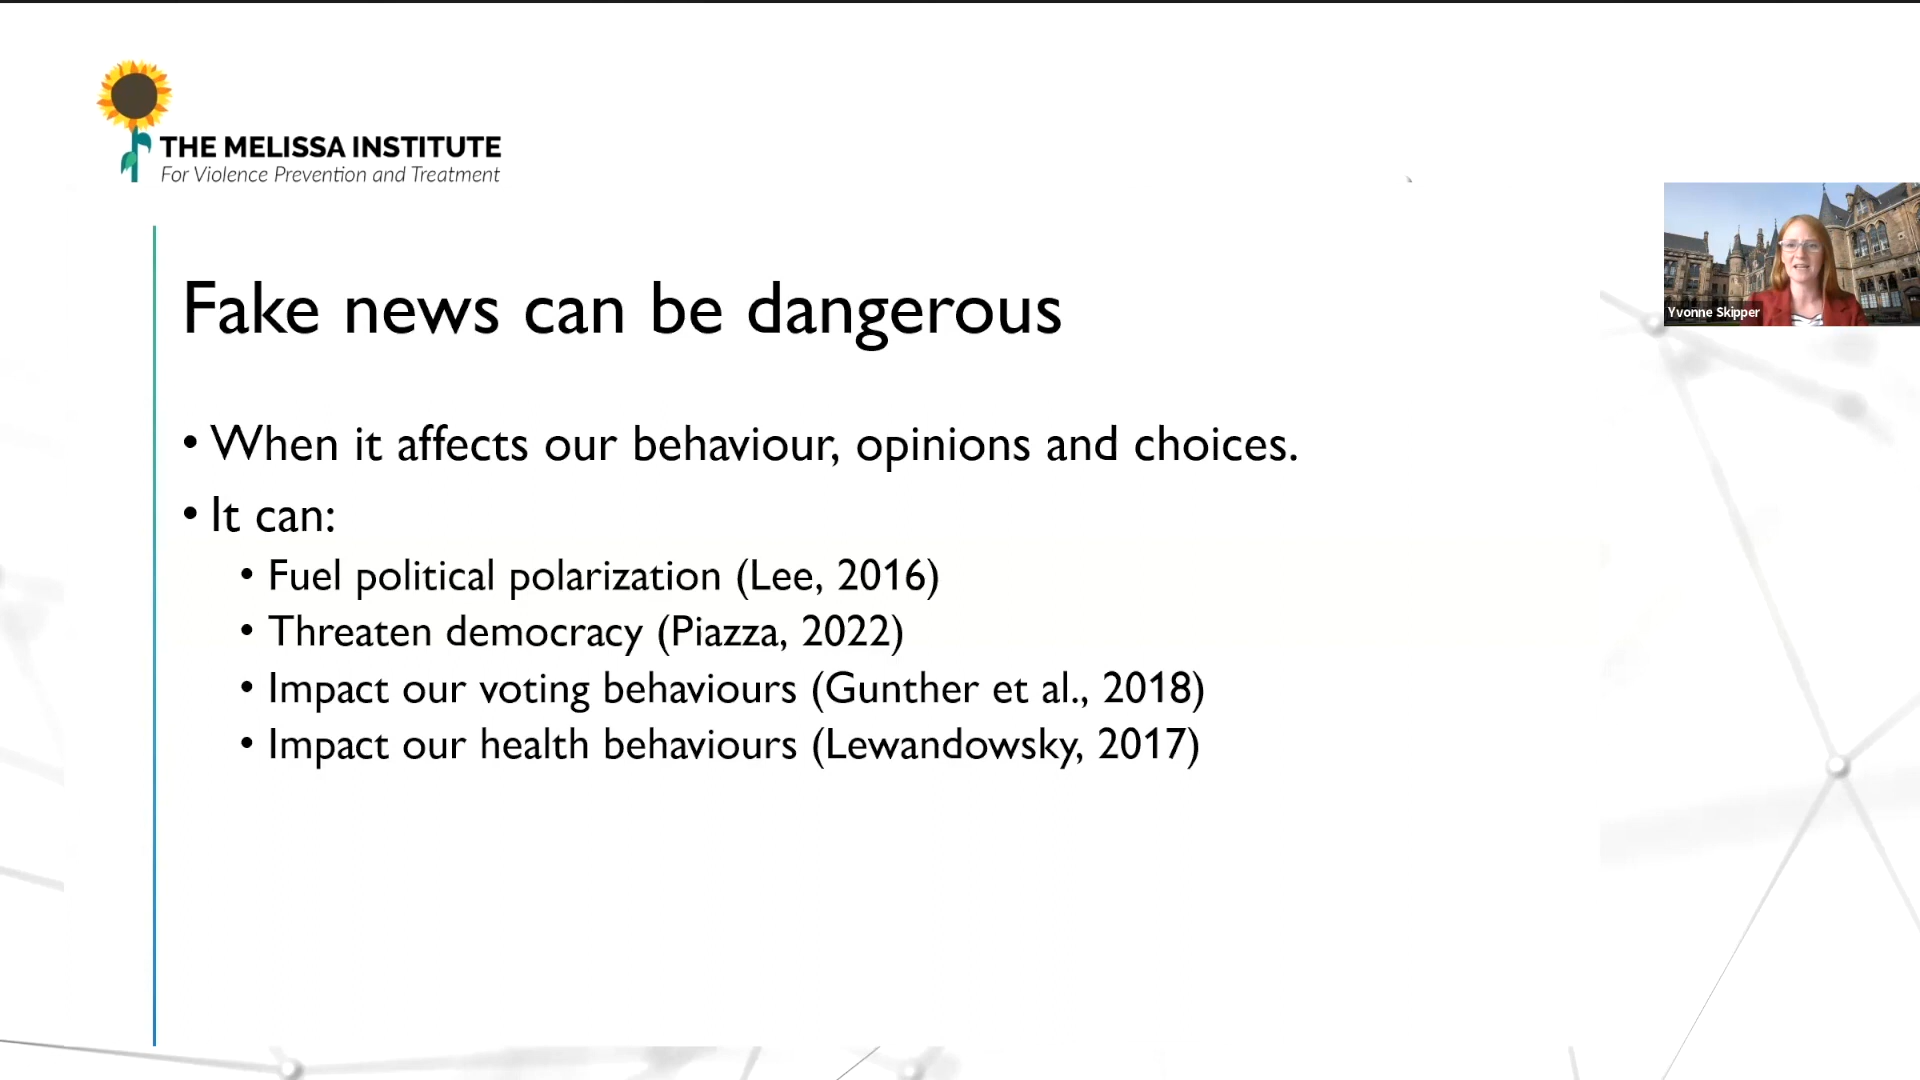 THE MELISSA INSTITUTE
For Violence Prevention and Treatment
Yvonne Skipper
Fake news can be dangerous
• When it affects our behaviour, opinions and choices.
• It can:
• Fuel political polarization (Lee, 2016)
• Threaten democracy (Piazza, 2022)
• Impact our voting behaviours (Gunther et al., 2018)
• Impact our health behaviours (Lewandowsky, 2017)